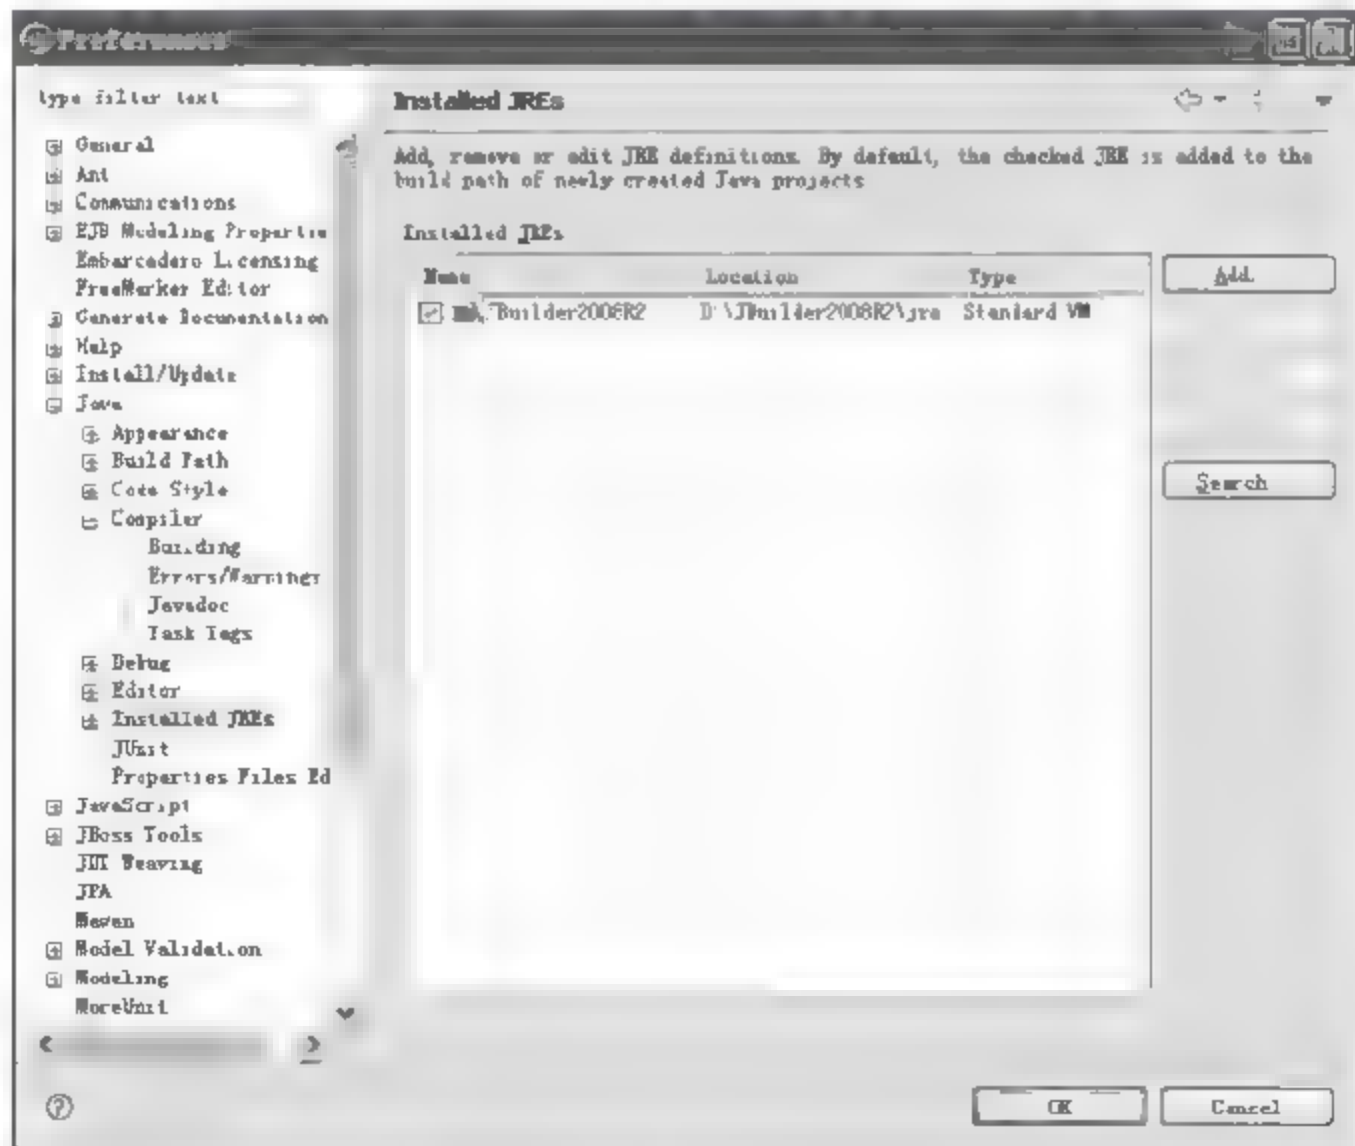 Preferences
type filter text
General
Ant
Communications
EJB Modeling Propertie
Embarcadero Licensing
FreeMarker Editor
Generate Documentation
Help
Install/Update
Java
Appearance
Build Path
Code Style
Compiler
Building
Errors/Warnings
Javadoc
Task Tags
Debug
Editor
Installed JREs
JUnit
Properties Files Ed
JavaScript
JBoss Tools
JDT Weaving
JPA
Maven
Model Validation
Modeling
MoreUnit
Installed JREs
Add, remove or edit JRE definitions. By default, the checked JRE is added to the
build path of newly created Java projects
Installed JREs
Name Location Type
D:\JBuilder2008R2\jre Standard VM
Add.
Search
OK Cancel